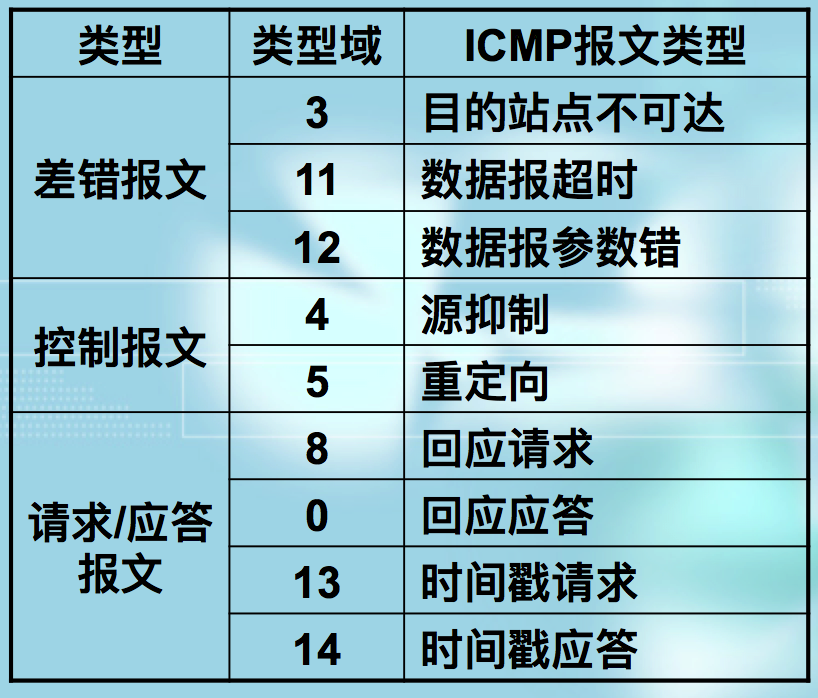 类型 类型域 ICMP报文类型
差错报文 3 目的站点不可达
11 数据报超时
12 数据报参数错
控制报文 4 源抑制
5 重定向
请求/应答
报文
8 回应请求
0 回应应答
13 时间戳请求
14 时间戳应答